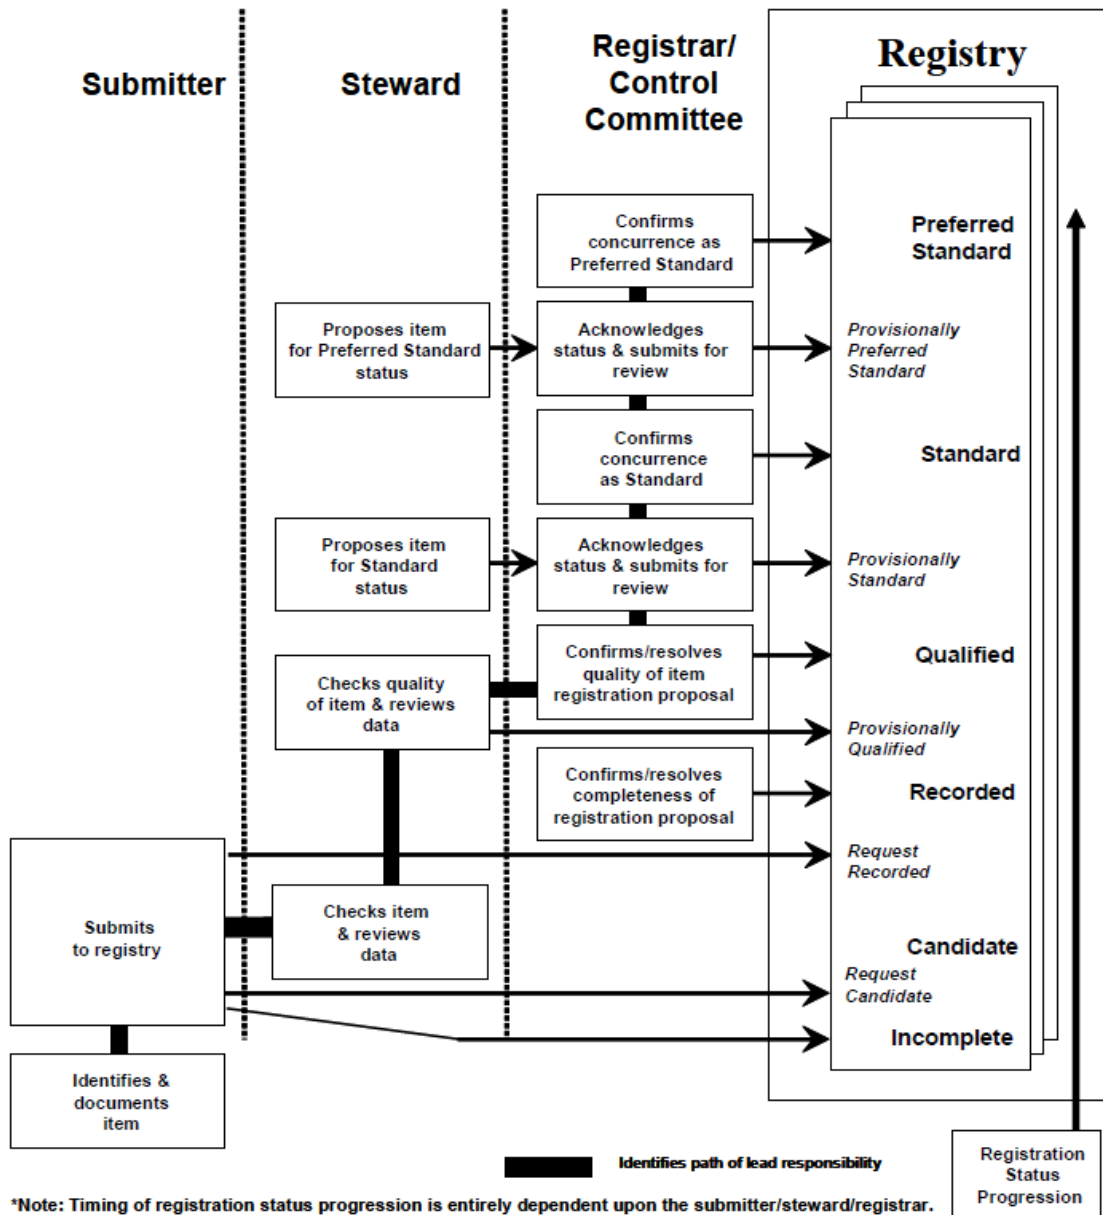 Submitter
Steward
Registrar/
Control
Committee
Registry
Confirms
concurrence as
Preferred Standard
Preferred
Standard
Proposes item
for Preferred Standard
status
Acknowledges
status & submits for
review
Provisionally
Preferred
Standard
Confirms
concurrence
as Standard
Standard
Proposes item
for Standard
status
Acknowledges
status & submits for
review
Provisionally
Standard
Checks quality
of item & reviews
data
Confirms/resolves
quality of item
registration proposal
Qualified
Provisionally
Qualified
Confirms/resolves
completeness of
registration proposal
Recorded
Request
Recorded
Submits
to registry
Checks item
& reviews
data
Candidate
Request
Candidate
Incomplete
Identifies &
documents
item
Identifies path of lead responsibility
Registration
Status
Progression
*Note: Timing of registration status progression is entirely dependent upon the submitter/steward/registrar.